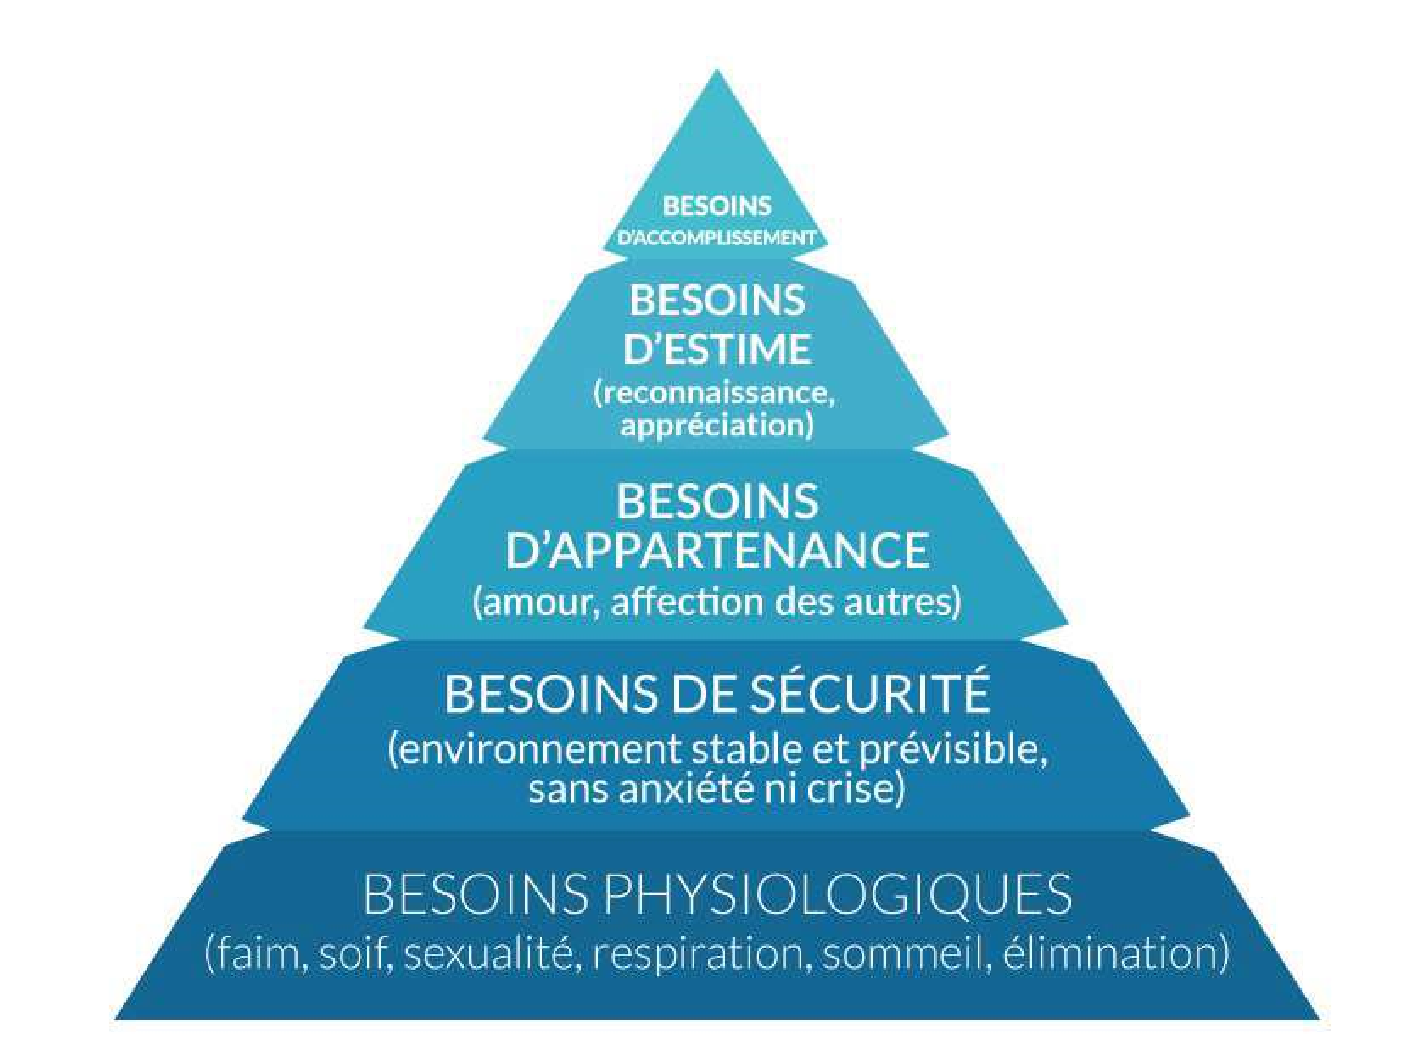 BESOINS
D'ACCOMPLISSEMENT
BESOINS
D'ESTIME
(reconnaissance,
appréciation)
BESOINS
D'APPARTENANCE
(amour, affection des autres)
BESOINS DE SÉCURITÉ
(environnement stable et prévisible,
sans anxiété ni crise)
BESOINS PHYSIOLOGIQUES
(faim, soif, sexualité, respiration, sommeil, élimination)